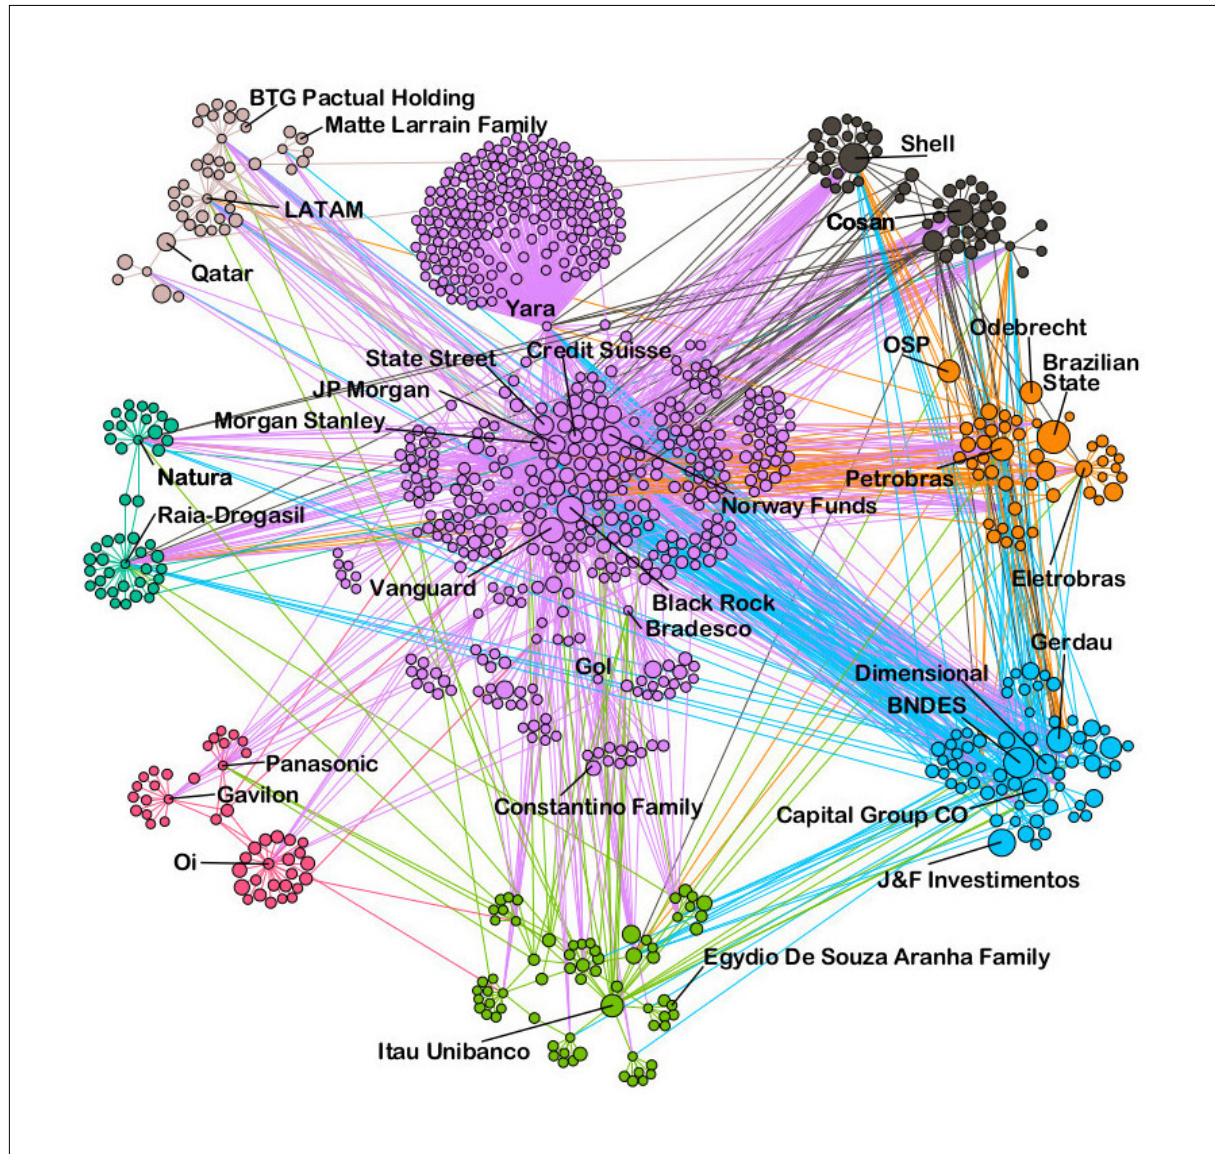 BTG Pactual Holding
Matte Larrain Family
Shell
LATAM
Cosan
Qatar
Yara
Odebrecht
OSP
State Street
Credit Suisse
Brazilian
State
JP Morgan
Morgan Stanley
Natura
Petrobras
Norway Funds
Raia-Drogasil
Eletrobras
Vanguard
Black Rock
Bradesco
Gerdau
Gol
Dimensional
BNDES
Panasonic
Gavilon
Constantino Family
Capital Group CO
Oi
J&F Investimentos
Egydio De Souza Aranha Family
Itau Unibanco